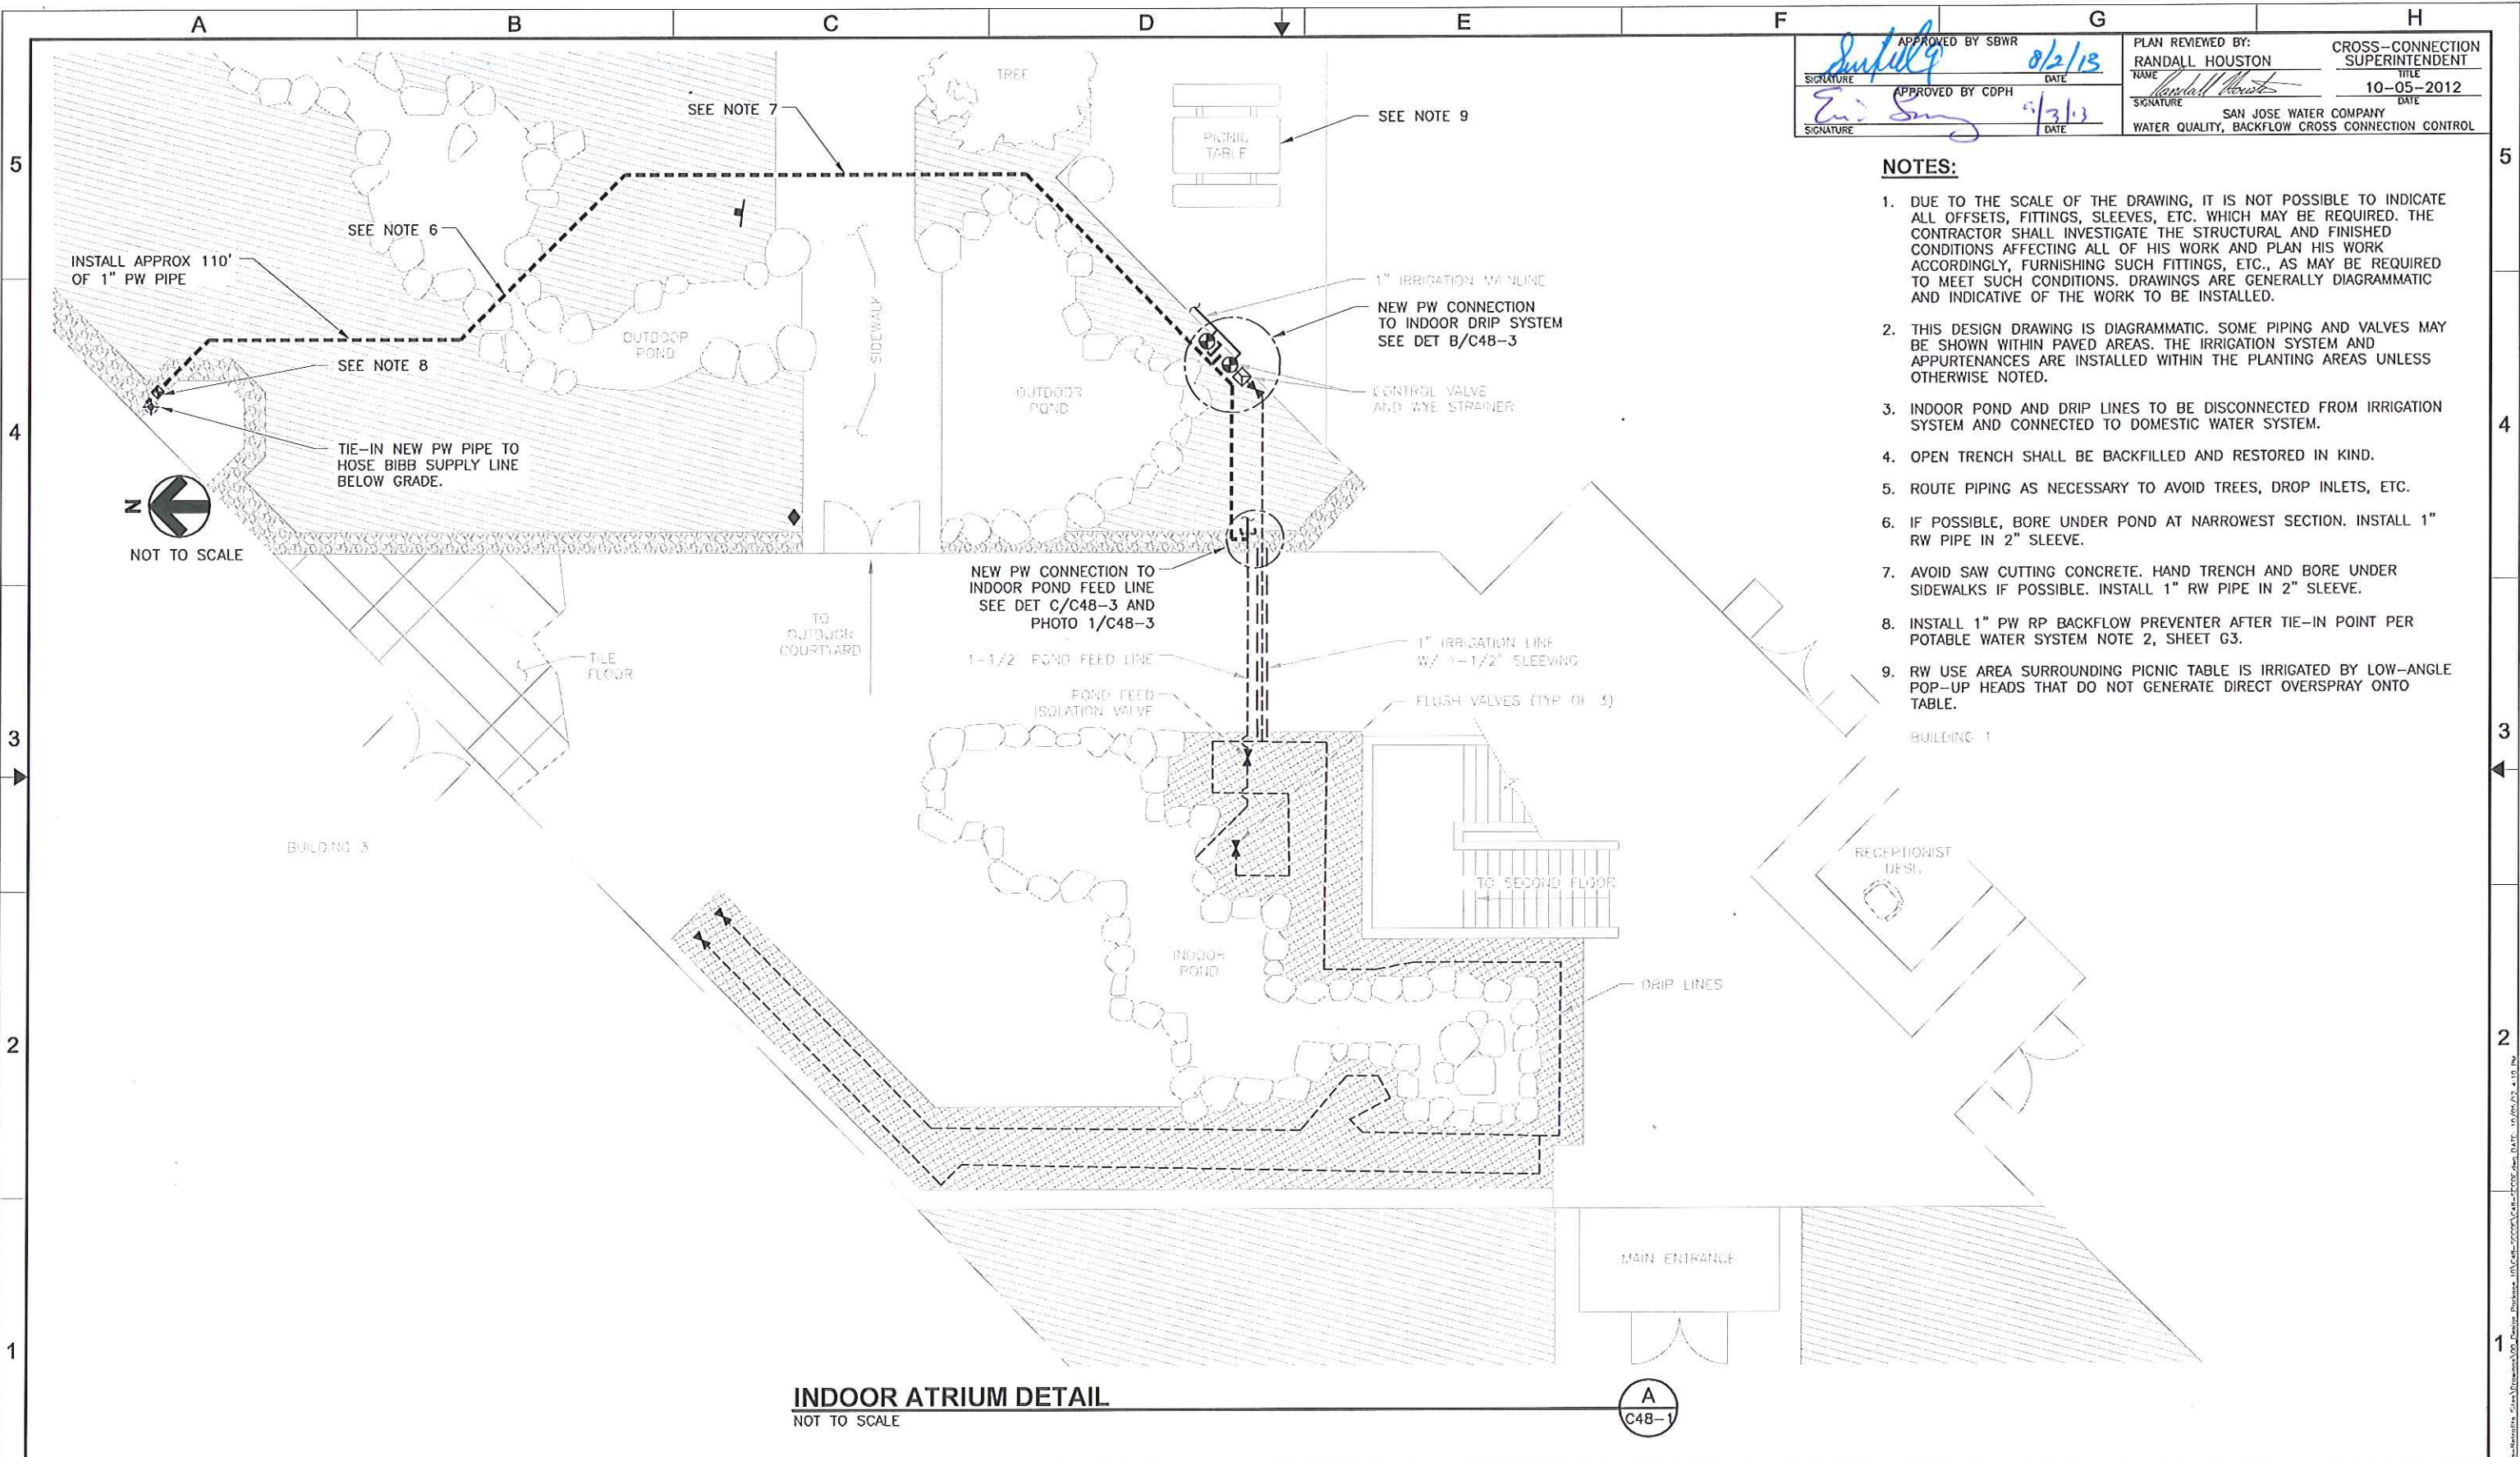 A B C D E F G H
APPROVED BY SBWR
8/2/13
SIGNATURE DATE
APPROVED BY CDPH
SIGNATURE DATE
PLAN REVIEWED BY:
RANDALL HOUSTON
NAME
SIGNATURE
CROSS-CONNECTION
SUPERINTENDENT
TITLE
10-05-2012
DATE
SAN JOSE WATER COMPANY
WATER QUALITY, BACKFLOW CROSS CONNECTION CONTROL
5
5
4
4
3
3
2
2
1
1
TREE
SEE NOTE 7
PICNIC
TABLE
SEE NOTE 9
SEE NOTE 6
INSTALL APPROX 110'
OF 1" PW PIPE
SEE NOTE 8
OUTDOOR
POND
SIDEWALK
OUTDOOR
POND
1" IRRIGATION MAINLINE
NEW PW CONNECTION
TO INDOOR DRIP SYSTEM
SEE DET B/C48-3
CONTROL VALVE
AND WYE STRAINER
TIE-IN NEW PW PIPE TO
HOSE BIBB SUPPLY LINE
BELOW GRADE.
N
NOT TO SCALE
NEW PW CONNECTION TO
INDOOR POND FEED LINE
SEE DET C/C48-3 AND
PHOTO 1/C48-3
TO
OUTDOOR
COURTYARD
TILE
FLOOR
1-1/2" POND FEED LINE
1" IRRIGATION LINE
W/ 1-1/2" SLEEVING
POND FEED
ISOLATION VALVE
FLUSH VALVES (TYP OF 3)
BUILDING 3
TO SECOND FLOOR
INDOOR
POND
DRIP LINES
RECEPTIONIST
DESK
MAIN ENTRANCE
NOTES:
1. DUE TO THE SCALE OF THE DRAWING, IT IS NOT POSSIBLE TO INDICATE
ALL OFFSETS, FITTINGS, SLEEVES, ETC. WHICH MAY BE REQUIRED. THE
CONTRACTOR SHALL INVESTIGATE THE STRUCTURAL AND FINISHED
CONDITIONS AFFECTING ALL OF HIS WORK AND PLAN HIS WORK
ACCORDINGLY, FURNISHING SUCH FITTINGS, ETC., AS MAY BE REQUIRED
TO MEET SUCH CONDITIONS. DRAWINGS ARE GENERALLY DIAGRAMMATIC
AND INDICATIVE OF THE WORK TO BE INSTALLED.
2. THIS DESIGN DRAWING IS DIAGRAMMATIC. SOME PIPING AND VALVES MAY
BE SHOWN WITHIN PAVED AREAS. THE IRRIGATION SYSTEM AND
APPURTENANCES ARE INSTALLED WITHIN THE PLANTING AREAS UNLESS
OTHERWISE NOTED.
3. INDOOR POND AND DRIP LINES TO BE DISCONNECTED FROM IRRIGATION
SYSTEM AND CONNECTED TO DOMESTIC WATER SYSTEM.
4. OPEN TRENCH SHALL BE BACKFILLED AND RESTORED IN KIND.
5. ROUTE PIPING AS NECESSARY TO AVOID TREES, DROP INLETS, ETC.
6. IF POSSIBLE, BORE UNDER POND AT NARROWEST SECTION. INSTALL 1"
RW PIPE IN 2" SLEEVE.
7. AVOID SAW CUTTING CONCRETE. HAND TRENCH AND BORE UNDER
SIDEWALKS IF POSSIBLE. INSTALL 1" RW PIPE IN 2" SLEEVE.
8. INSTALL 1" PW RP BACKFLOW PREVENTER AFTER TIE-IN POINT PER
POTABLE WATER SYSTEM NOTE 2, SHEET G3.
9. RW USE AREA SURROUNDING PICNIC TABLE IS IRRIGATED BY LOW-ANGLE
POP-UP HEADS THAT DO NOT GENERATE DIRECT OVERSPRAY ONTO
TABLE.
BUILDING 1
INDOOR ATRIUM DETAIL
NOT TO SCALE
A
C48-1